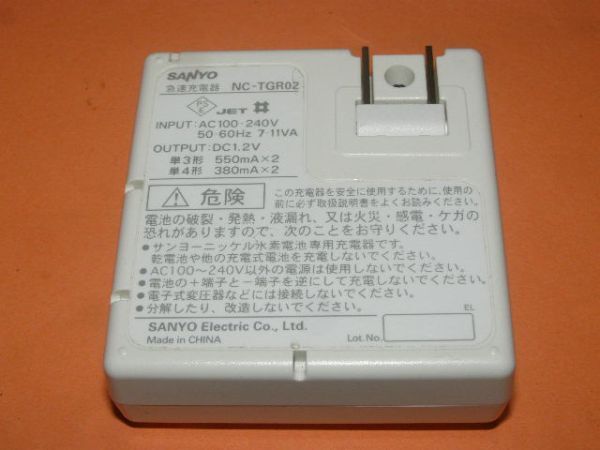 SANYO
急速充電器 NC-TGR02
PS E JET
INPUT: AC100-240V
50-60Hz 7-11VA
OUTPUT: DC1.2V
単3形 550mA×2
単4形 380mA×2
危険 この充電器を安全に使用するために、使用の
前に必ず取扱説明書をよくお読みください。
電池の破裂・発熱・液漏れ、又は火災・感電・ケガの
恐れがありますので、次のことをお守りください。
●サンヨーニッケル水素電池専用充電器です。
乾電池や他の充電式電池を充電しないでください。
●AC100～240V以外の電源は使用しないでください。
●電池の+端子と-端子を逆にして充電しないでください。
●電子式変圧器などには接続しないでください。
●分解したり、改造しないでください。
EL
SANYO Electric Co., Ltd.
Made in CHINA Lot.No.